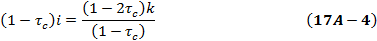 (1 − τ_c)i = (1 − 2τ_c)k / (1 − τ_c) (17A − 4)